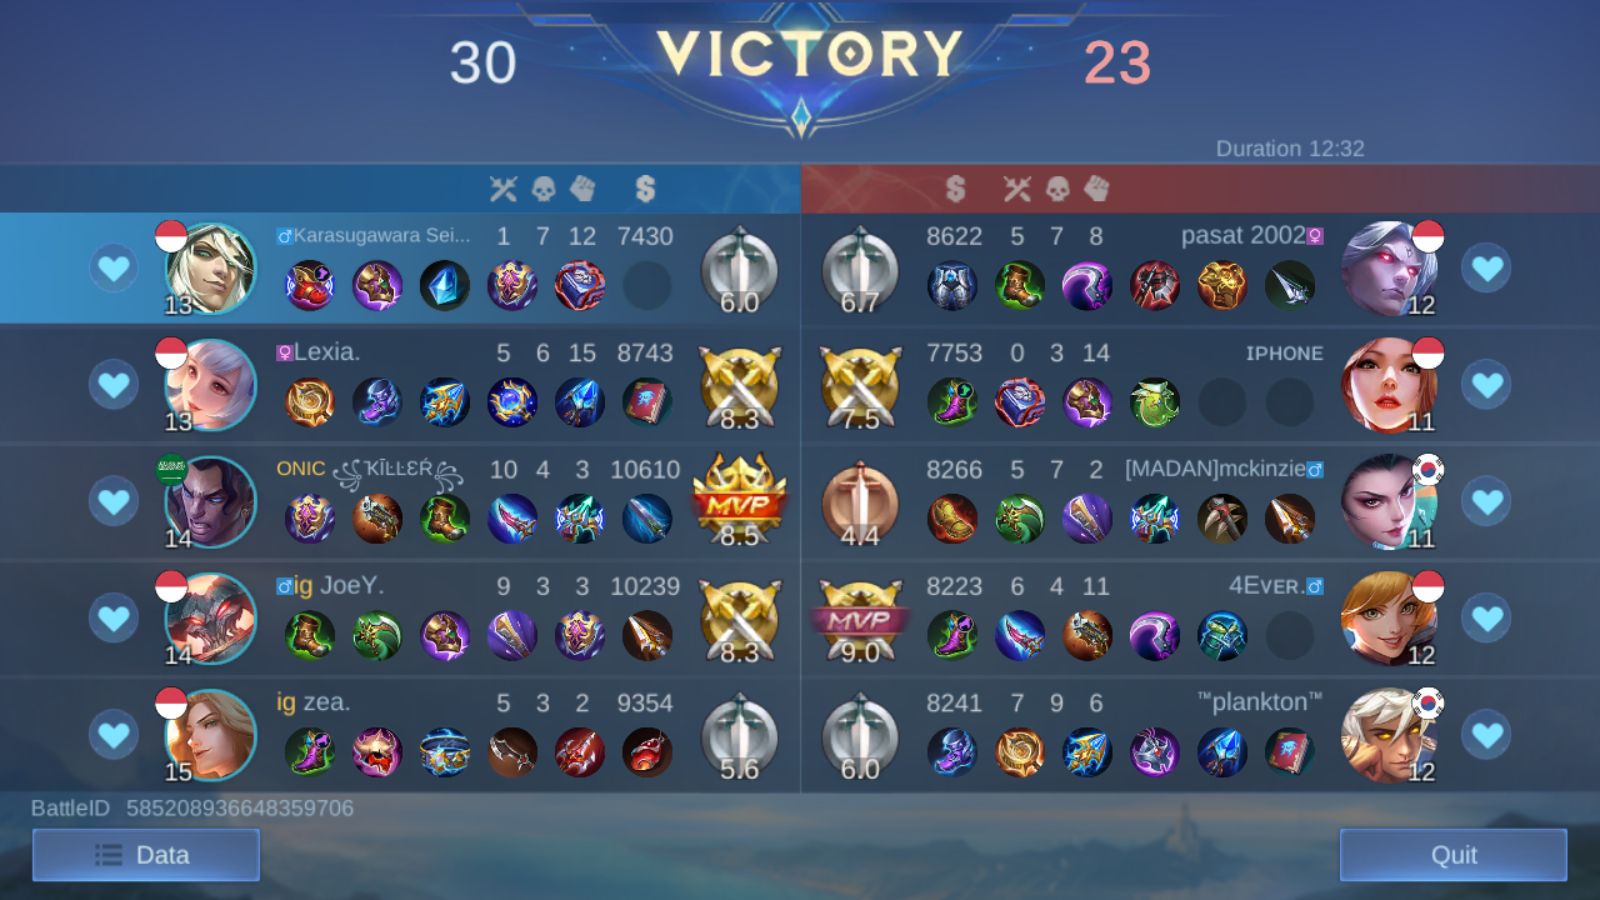 30 VICTORY 23
Duration 12:32
Karasugawara Sei... 1 7 12 7430
13 6.0
8622 5 7 8 pasat 2002
6.7 12
Lexia. 5 6 15 8743
13 8.3
7753 0 3 14 IPHONE
7.5 11
ONIC ꧁ƘĪĿĿƐŔ꧂ 10 4 3 10610
14 MVP 8.5
8266 5 7 2 [MADAN]mckinzie
4.4 11
ig JoeY. 9 3 3 10239
14 8.3
8223 6 4 11 4EVER.
MVP 9.0 12
ig zea. 5 3 2 9354
15 5.6
8241 7 9 6 ™plankton™
6.0 12
BattleID 585208936648359706
Data Quit